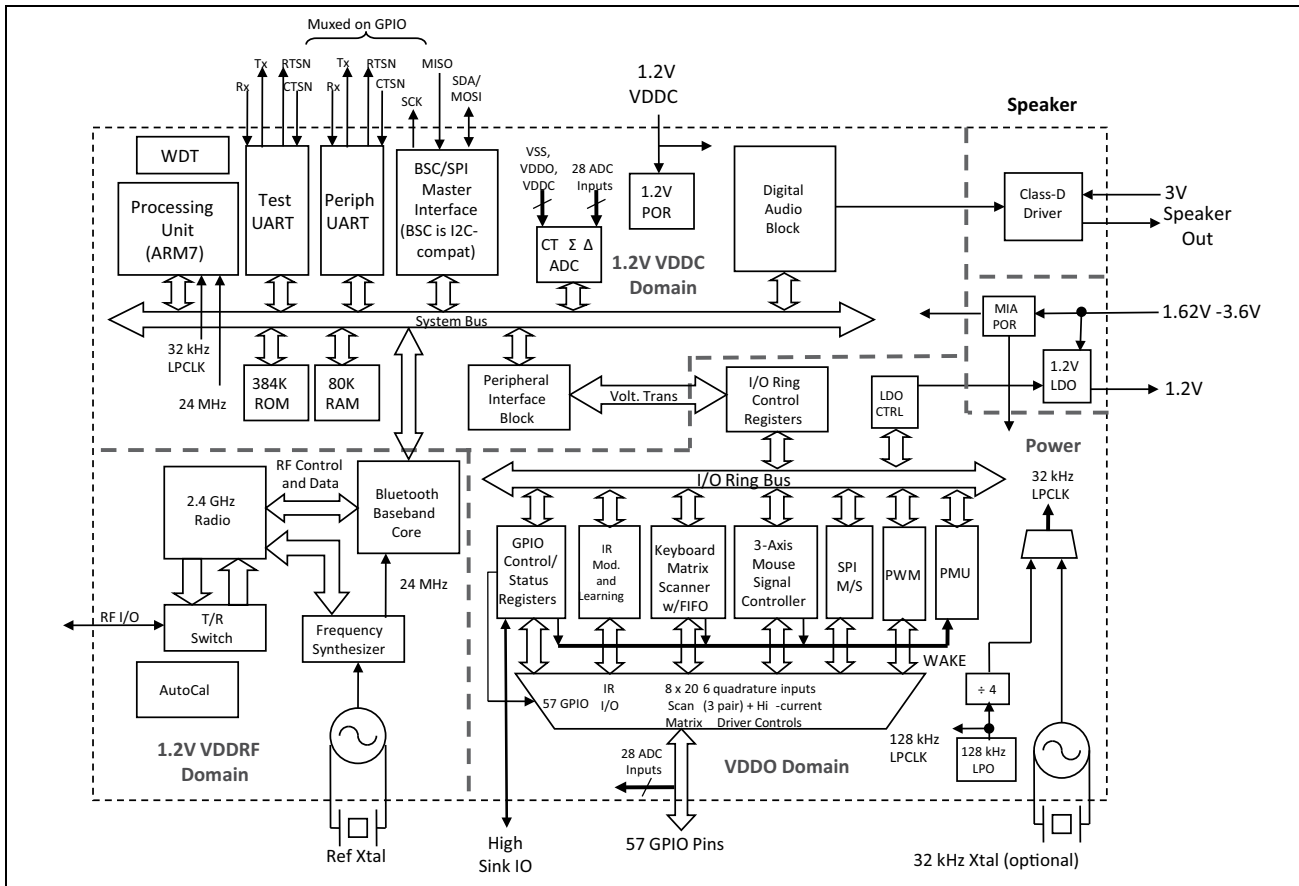 Muxed on GPIO
Tx
RTSN
Tx
RTSN
MISO
Rx
CTSN
Rx
CTSN
SCK
SDA/
MOSI
1.2V
VDDC
Speaker
WDT
Processing
Unit
(ARM7)
Test
UART
Periph
UART
BSC/SPI
Master
Interface
(BSC is I2C-
compat)
VSS,
VDDO,
VDDC
28 ADC
Inputs
CT Σ Δ
ADC
1.2V
POR
1.2V VDDC
Domain
Digital
Audio
Block
Class-D
Driver
3V
Speaker
Out
System Bus
MIA
POR
1.62V -3.6V
1.2V
LDO
1.2V
32 kHz
LPCLK
24 MHz
384K
ROM
80K
RAM
Peripheral
Interface
Block
Volt. Trans
I/O Ring
Control
Registers
LDO
CTRL
Power
RF Control
and Data
2.4 GHz
Radio
Bluetooth
Baseband
Core
I/O Ring Bus
32 kHz
LPCLK
GPIO
Control/
Status
Registers
IR
Mod.
and
Learning
Keyboard
Matrix
Scanner
w/FIFO
3-Axis
Mouse
Signal
Controller
SPI
M/S
PWM
PMU
24 MHz
RF I/O
T/R
Switch
Frequency
Synthesizer
WAKE
AutoCal
57 GPIO
IR
I/O
8 x 20 6 quadrature inputs
Scan (3 pair) + Hi -current
Matrix Driver Controls
÷ 4
128 kHz
LPCLK
128 kHz
LPO
1.2V VDDRF
Domain
28 ADC
Inputs
VDDO Domain
Ref Xtal
High
Sink IO
57 GPIO Pins
32 kHz Xtal (optional)